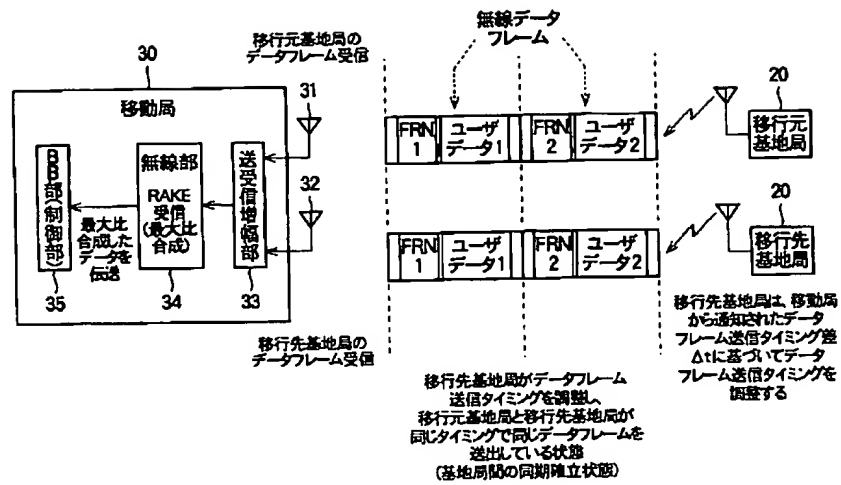 移行元基地局の
データフレーム受信
無線データ
フレーム
30
移動局
31
32
BB部(制御部)
最大比
合成した
データを
伝送
無線部
RAKE
受信
(最大比
合成)
送受信増幅部
35
34
33
FRN
1
ユーザ
データ1
FRN
2
ユーザ
データ2
20
移行元
基地局
FRN
1
ユーザ
データ1
FRN
2
ユーザ
データ2
20
移行先
基地局
移行先基地局の
データフレーム受信
移行先基地局がデータフレーム
送信タイミングを調整し、
移行元基地局と移行先基地局が
同じタイミングで同じデータフレームを
送出している状態
(基地局間の同期確立状態)
移行先基地局は、移動局
から通知されたデータ
フレーム送信タイミング差
Δtに基づいてデータ
フレーム送信タイミングを
調整する